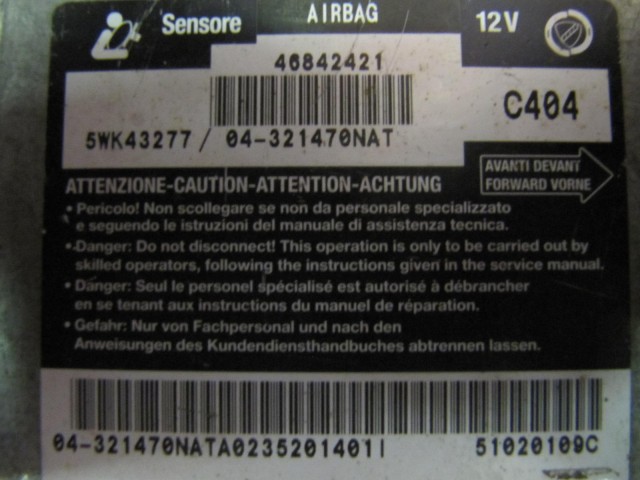 Sensore AIRBAG 12V
46842421
C404
5WK43277 / 04-321470NAT
AVANTI DEVANT
FORWARD VORNE
ATTENZIONE-CAUTION-ATTENTION-ACHTUNG
• Pericolo! Non scollegare se non da personale specializzato
e seguendo le istruzioni del manuale di assistenza tecnica.
• Danger: Do not disconnect! This operation is only to be carried out by
skilled operators, following the instructions given in the service manual.
• Danger: Seul le personel spécialisé est autorisé à débrancher
en se tenant aux instructions du manuel de réparation.
• Gefahr: Nur von Fachpersonal und nach den
Anweisungen des Kundendiensthandbuches abtrennen lassen.
04-321470NATA0235201401I 51020109C